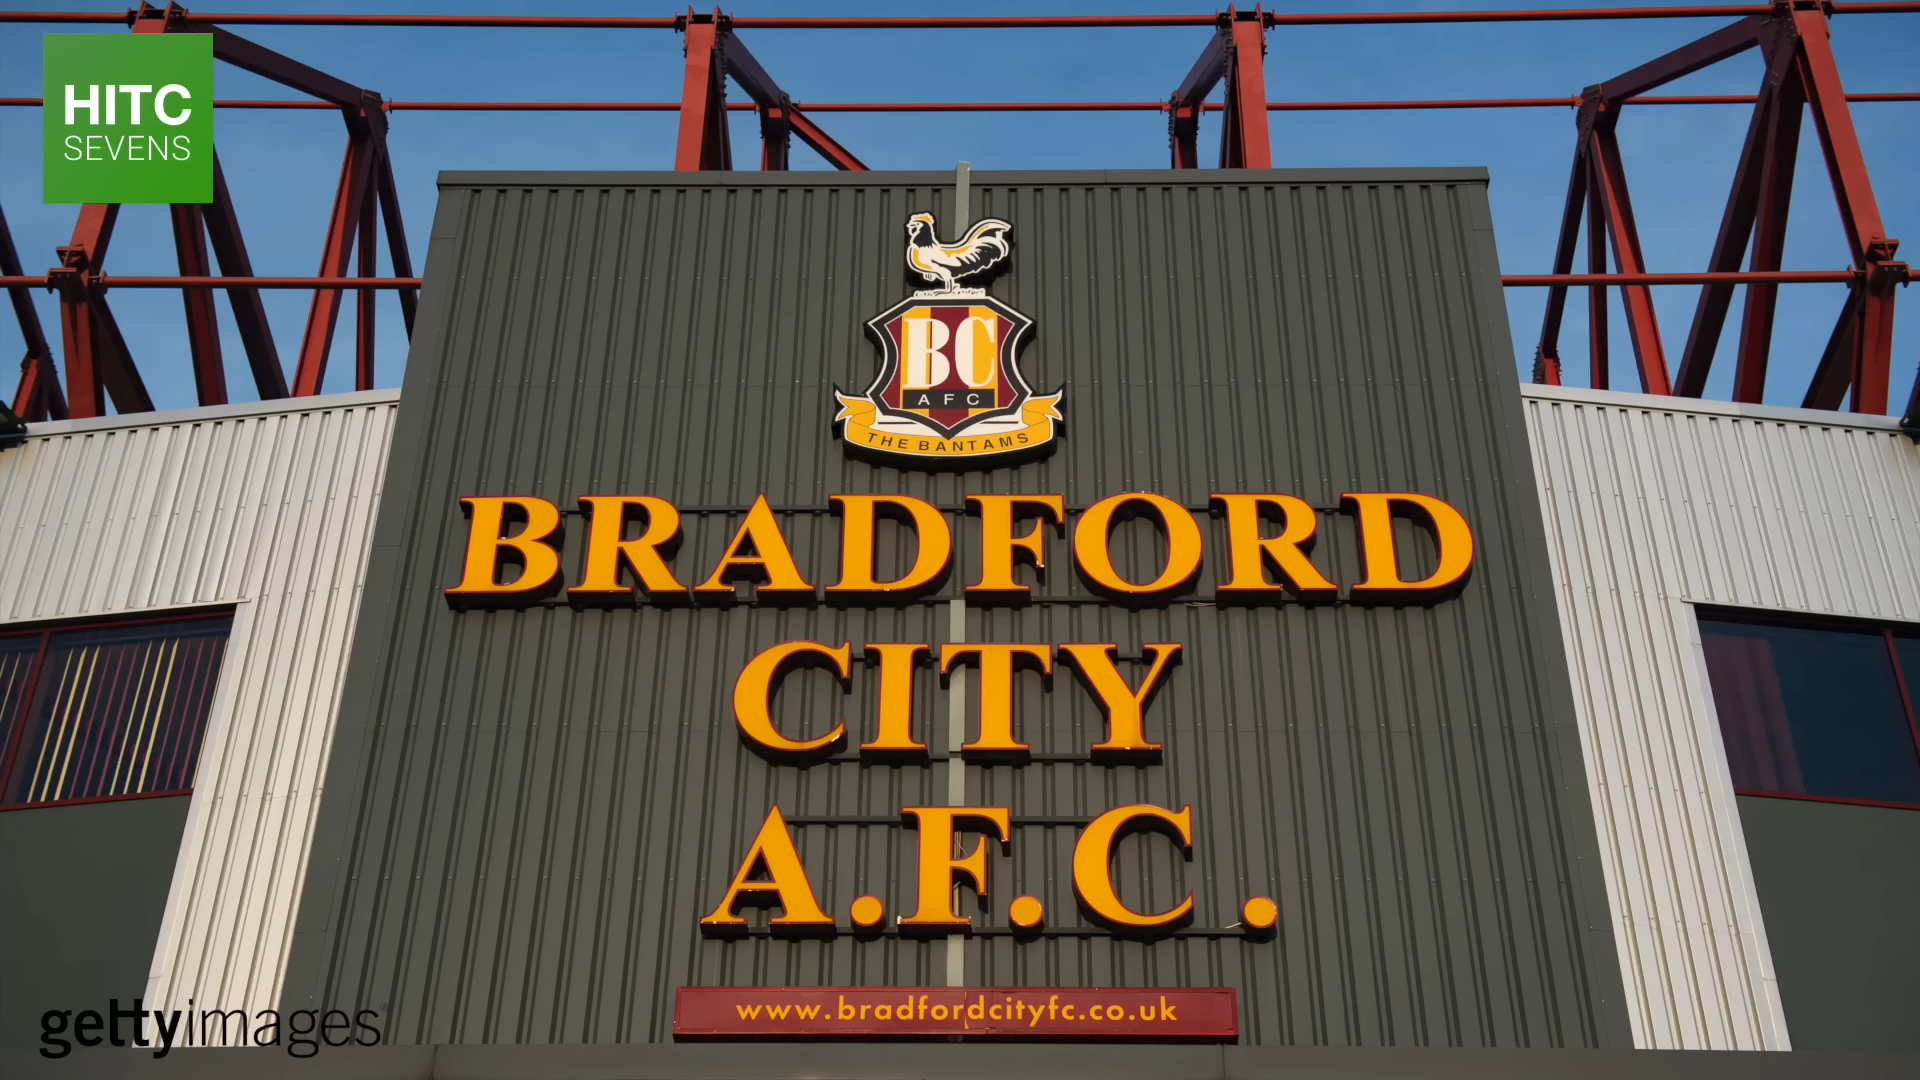 HITC
SEVENS
BC
AFC
THE BANTAMS
BRADFORD
CITY
A.F.C.
www.bradfordcityfc.co.uk
gettyimages®